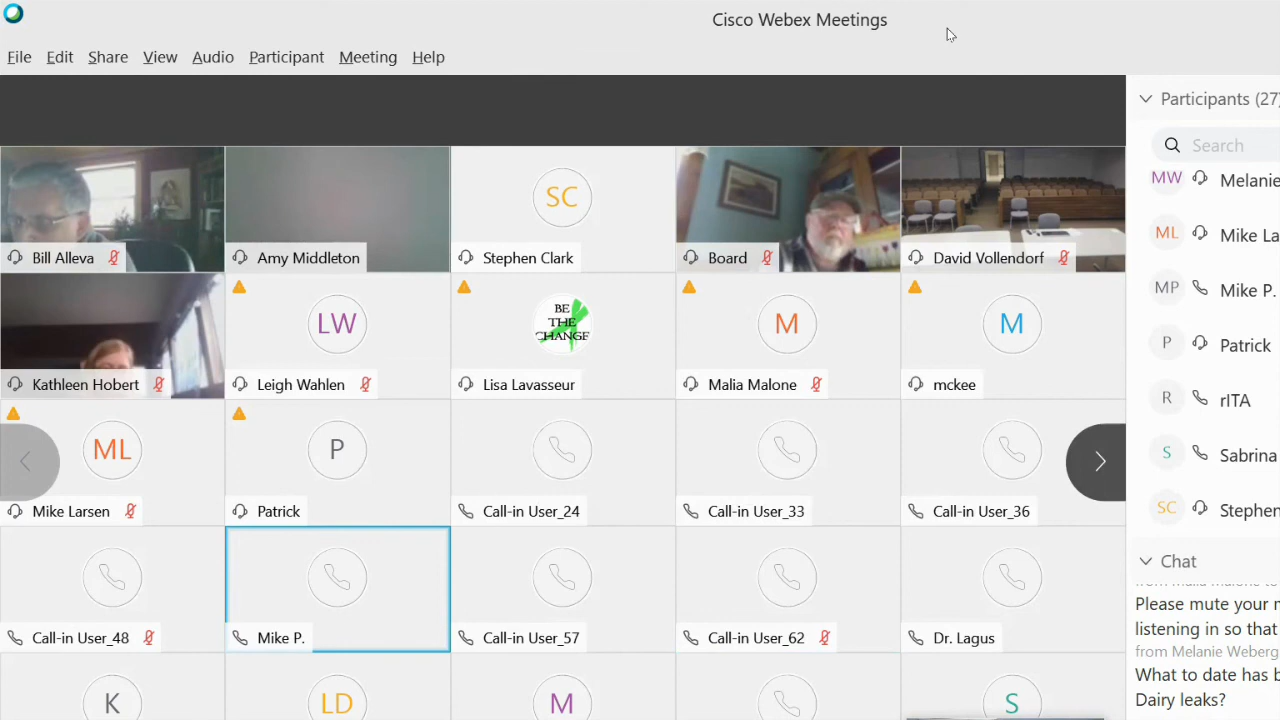 Cisco Webex Meetings
File Edit Share View Audio Participant Meeting Help
Participants (27)
Search
SC
Bill Alleva
Amy Middleton
Stephen Clark
Board
David Vollendorf
LW
BE
THE
CHANGE
M
M
Kathleen Hobert
Leigh Wahlen
Lisa Lavasseur
Malia Malone
mckee
ML
P
Mike Larsen
Patrick
Call-in User_24
Call-in User_33
Call-in User_36
Call-in User_48
Mike P.
Call-in User_57
Call-in User_62
Dr. Lagus
K
LD
M
S
MW Melanie
ML Mike La
MP Mike P.
P Patrick
R rITA
S Sabrina
SC Stephen
Chat
Please mute your
listening in so that
from Melanie Weberg
What to date has b
Dairy leaks?